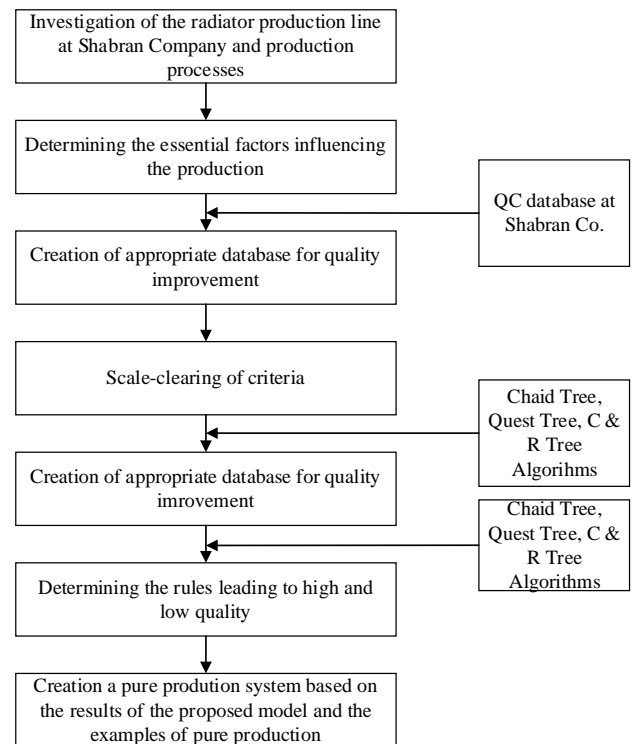 Investigation of the radiator production line
at Shabran Company and production
processes
Determining the essential factors influencing
the production
QC database at
Shabran Co.
Creation of appropriate database for quality
improvement
Scale-clearing of criteria
Chaid Tree,
Quest Tree, C &
R Tree
Algorihms
Creation of appropriate database for quality
imrovement
Chaid Tree,
Quest Tree, C &
R Tree
Algorithms
Determining the rules leading to high and
low quality
Creation a pure prodution system based on
the results of the proposed model and the
examples of pure production